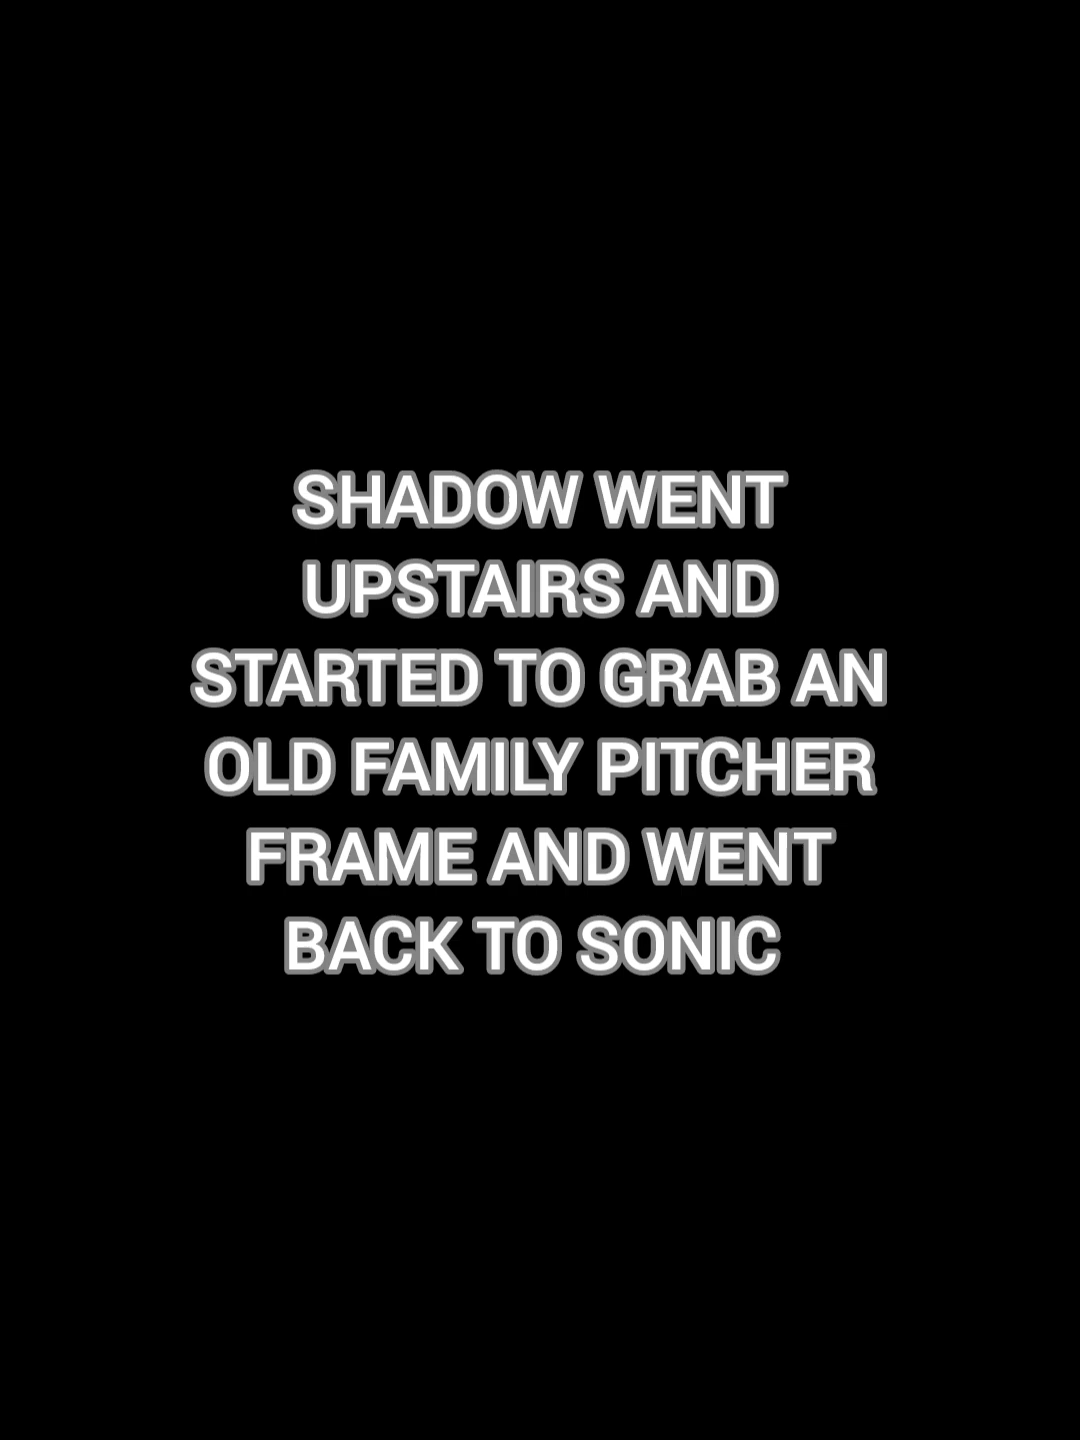 SHADOW WENT
UPSTAIRS AND
STARTED TO GRAB AN
OLD FAMILY PITCHER
FRAME AND WENT
BACK TO SONIC